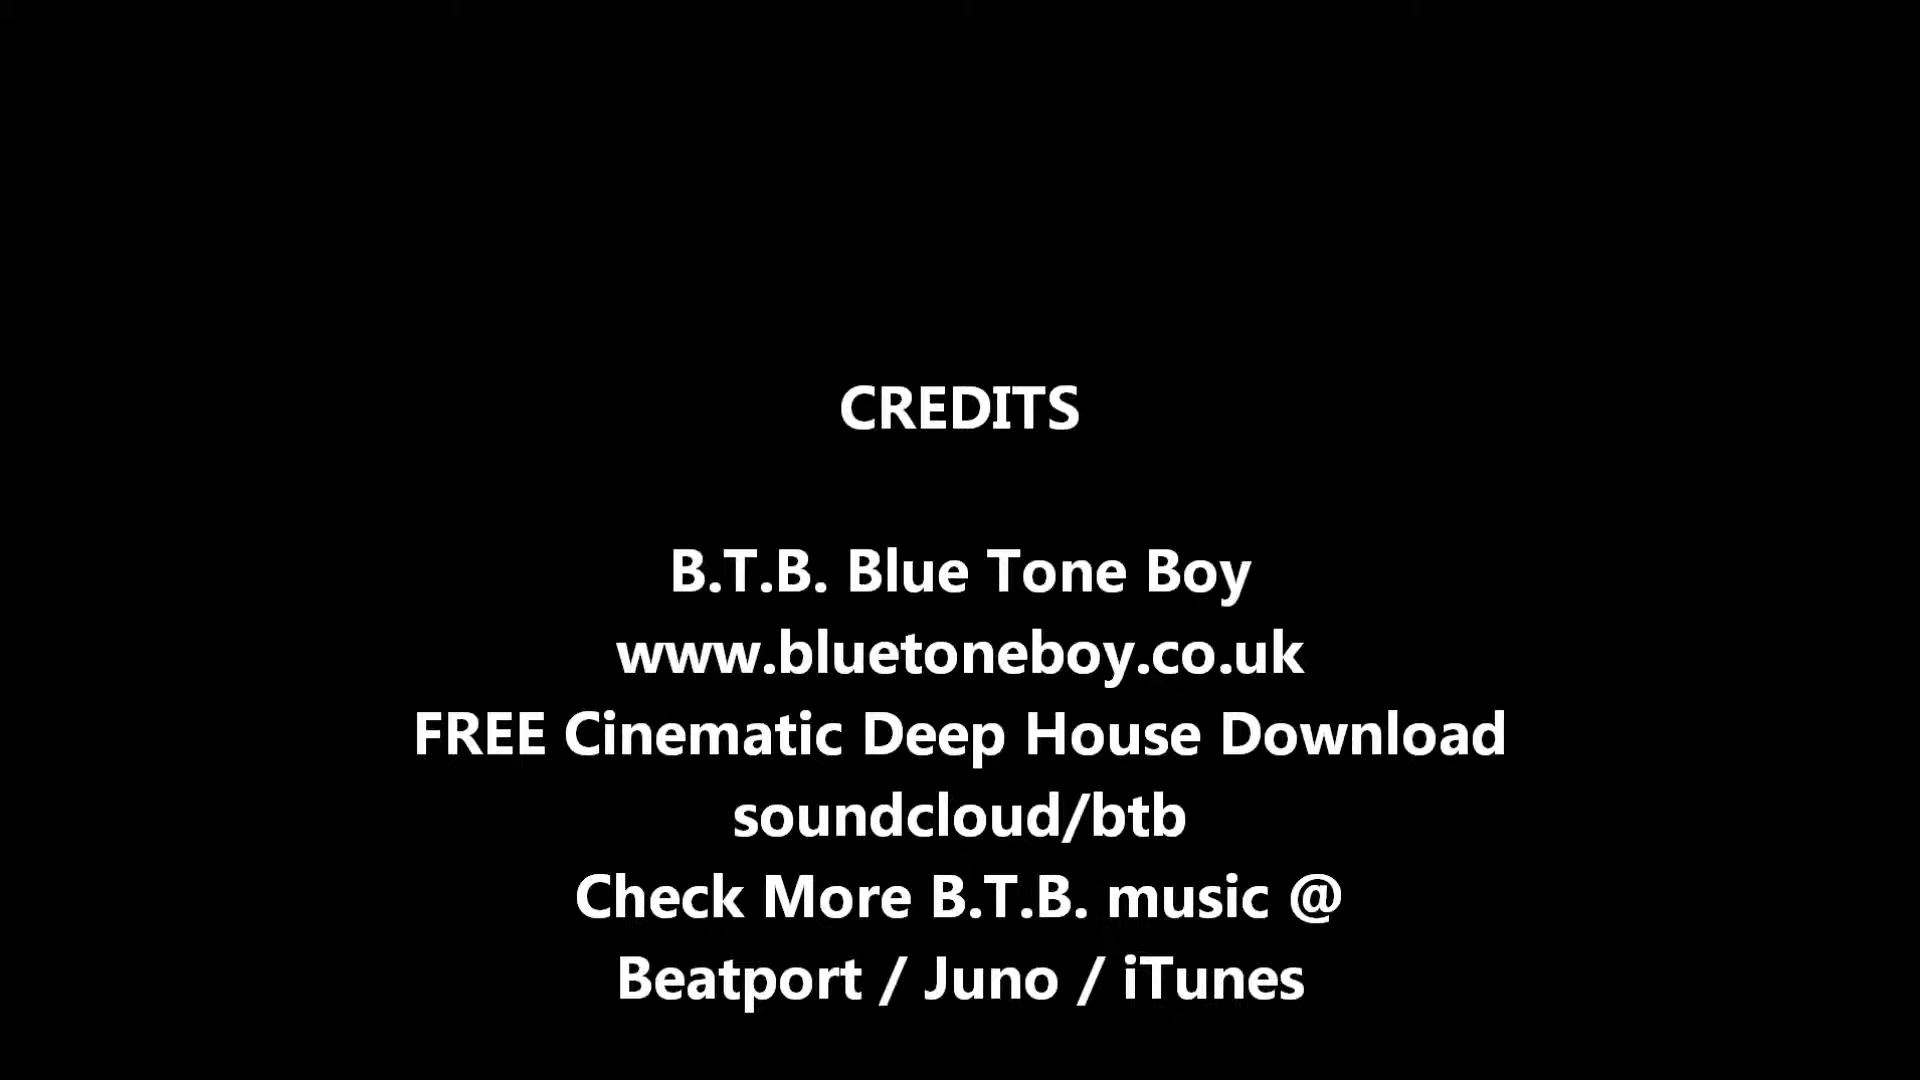 CREDITS
B.T.B. Blue Tone Boy
www.bluetoneboy.co.uk
FREE Cinematic Deep House Download
soundcloud/btb
Check More B.T.B. music @
Beatport / Juno / iTunes